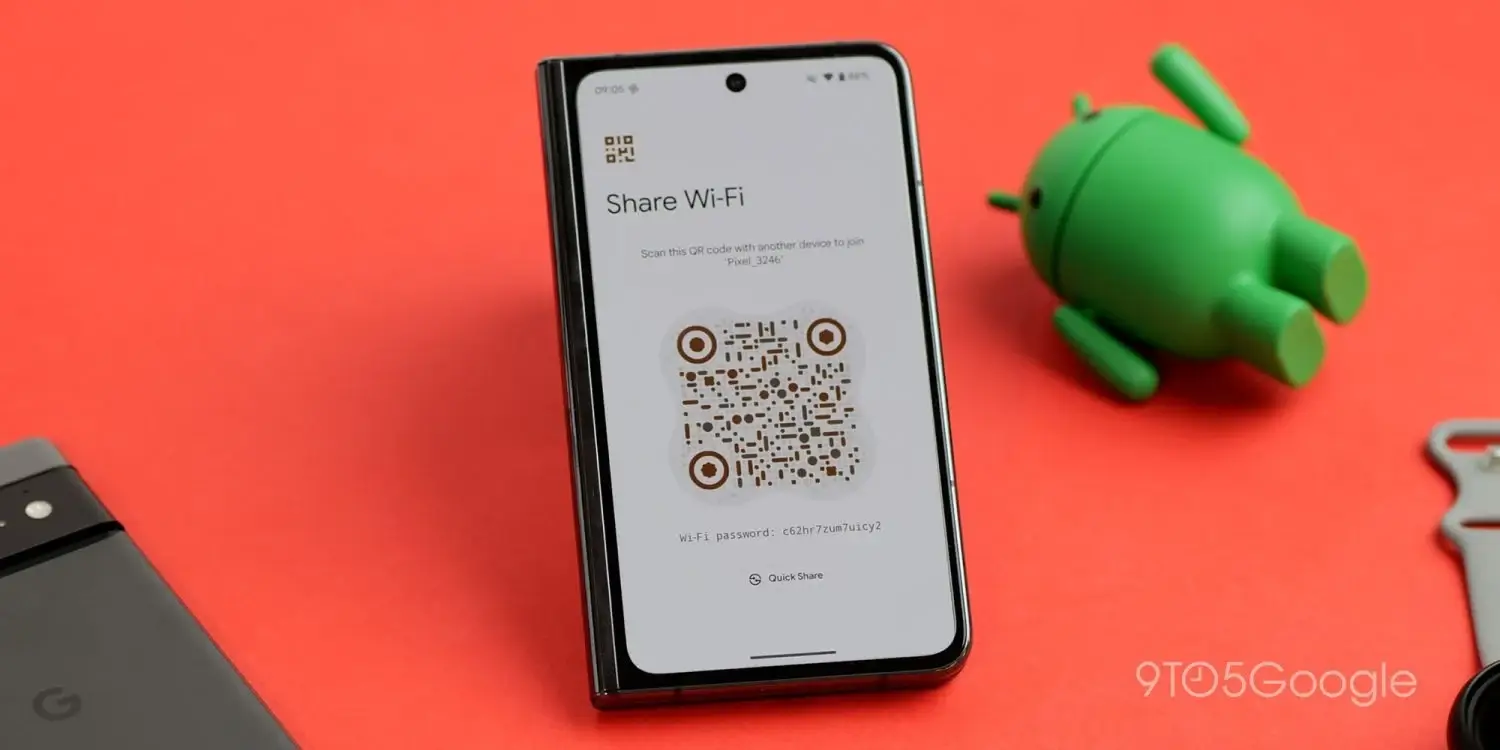 09:05
Share Wi-Fi
Scan this QR code with another device to join
'Pixel_3246'
Wi-Fi password: c62hr7zum7uicy2
Quick Share
G
9TO5Google